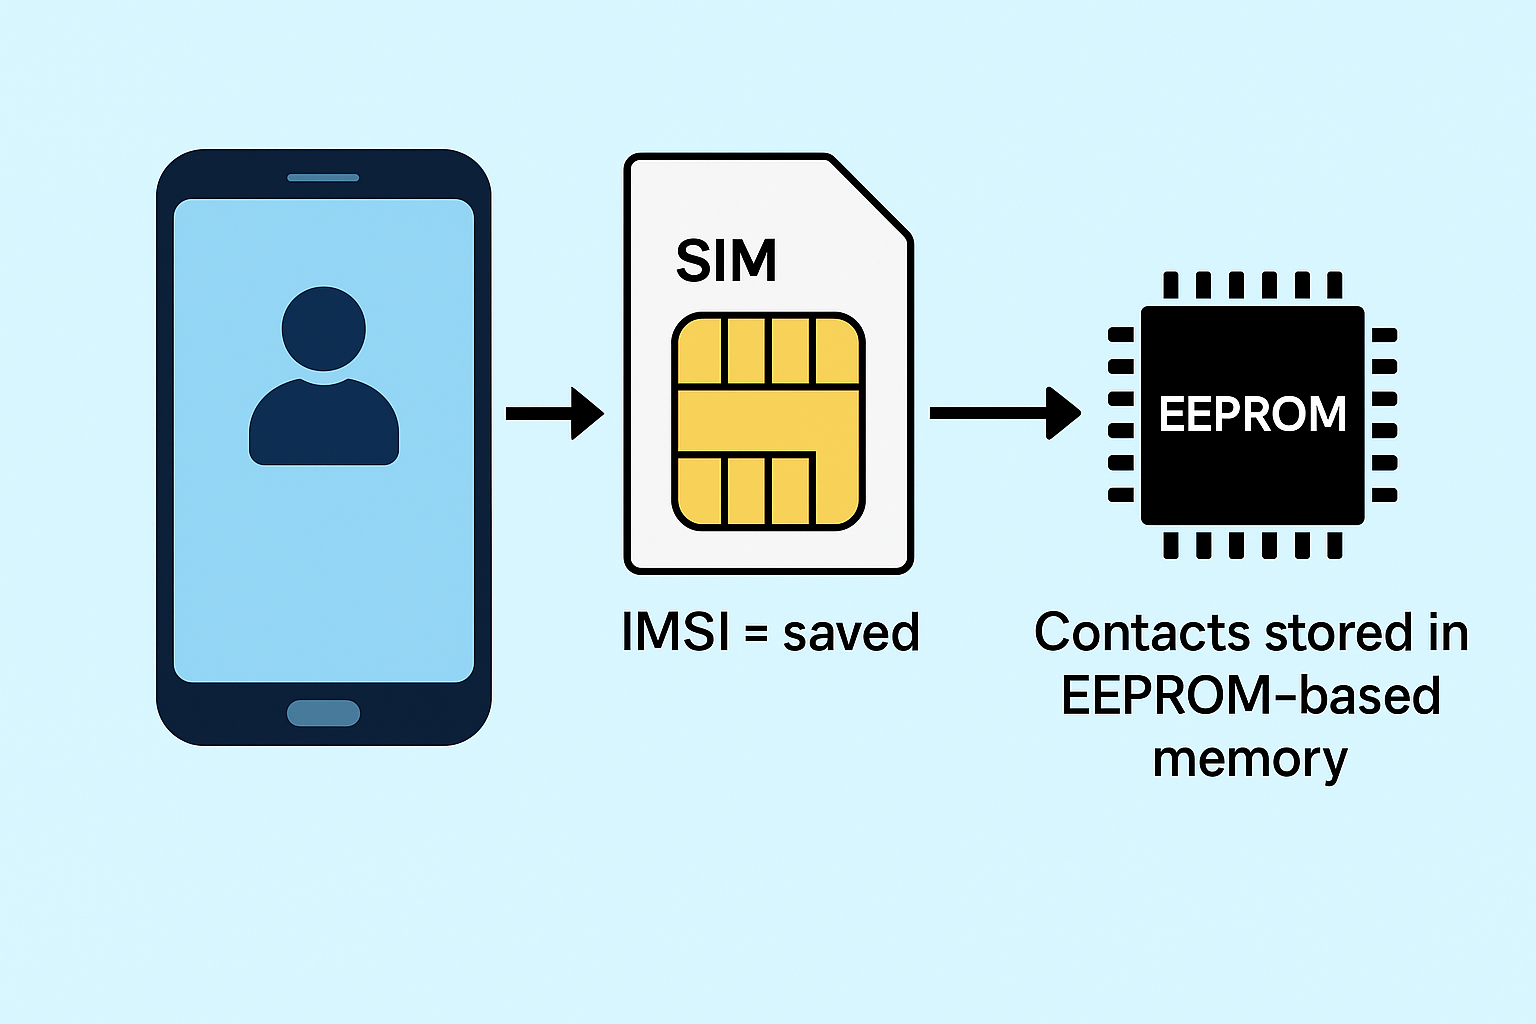 SIM
EEPROM
IMSI = saved
Contacts stored in
EEPROM-based
memory